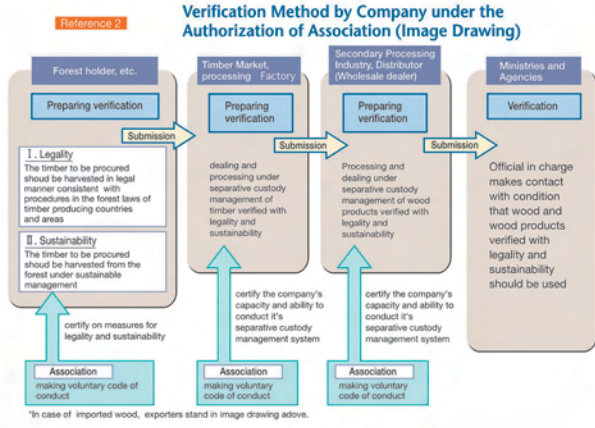 Reference 2
Verification Method by Company under the
Authorization of Association (Image Drawing)
Forest holder, etc.
Preparing verification
Submission
I. Legality
The timber to be procured
shoud be harvested in legal
manner consistent with
procedures in the forest laws of
timber producing countries
and areas
II. Sustainability
The timber to be procured
shoud be harvested from the
forest under sustainable
management
certify on measures for
legality and sustainability
Association
making voluntary code of
conduct
Timber Market,
processing Factory
Preparing
verification
Submission
dealing and
processing under
separative custody
management of
timber verified with
legality and
sustainability
certify the company's
capacity and ability to
conduct it's
separative custody
management system
Association
making voluntary
code of conduct
Secondary Processing
Industry, Distributor
(Wholesale dealer)
Preparing
verification
Submission
Processing and
dealing under
separative custody
management of wood
products verified with
legality and
sustainability
certify the company's
capacity and ability to
conduct it's
separative custody
management system
Association
making voluntary
code of conduct
Ministries and
Agencies
Verification
Official in charge
makes contact
with condition
that wood and
wood products
verified with
legality and
sustainability
should be used
*In case of imported wood, exporters stand in image drawing adove.